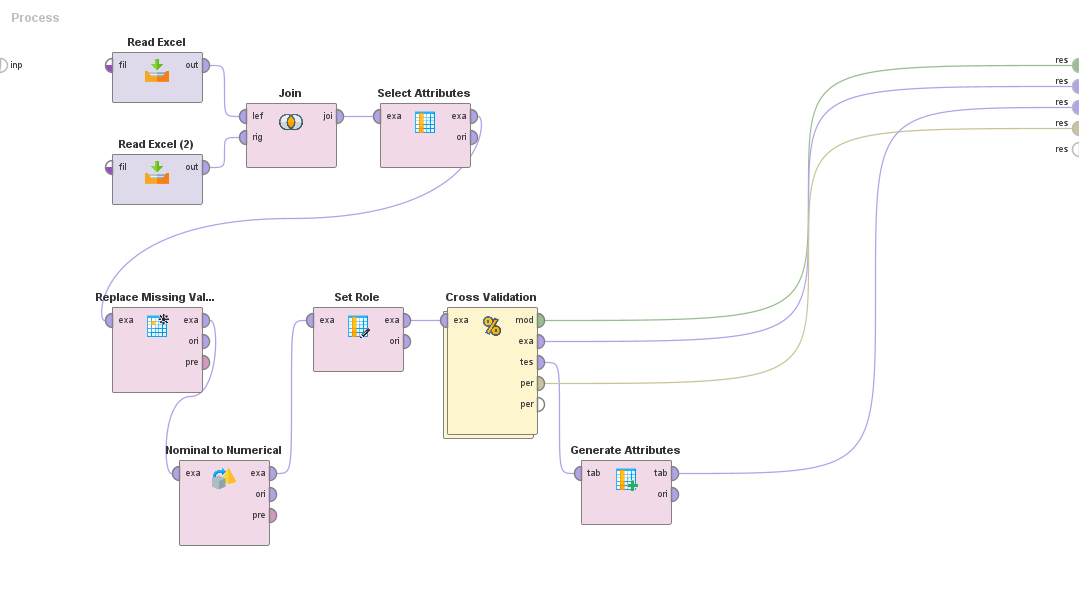 Process
inp
Read Excel
fil out
Read Excel (2)
fil out
Join
lef joi
rig
Select Attributes
exa exa
ori
res
res
res
res
res
Replace Missing Val...
exa exa
ori
pre
Set Role
exa exa
ori
Cross Validation
exa mod
exa
tes
per
per
Nominal to Numerical
exa exa
ori
pre
Generate Attributes
tab tab
ori